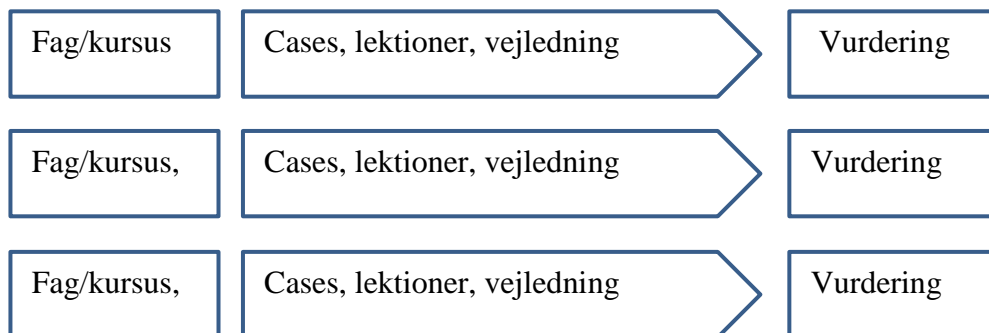 Fag/kursus Cases, lektioner, vejledning Vurdering
Fag/kursus, Cases, lektioner, vejledning Vurdering
Fag/kursus, Cases, lektioner, vejledning Vurdering